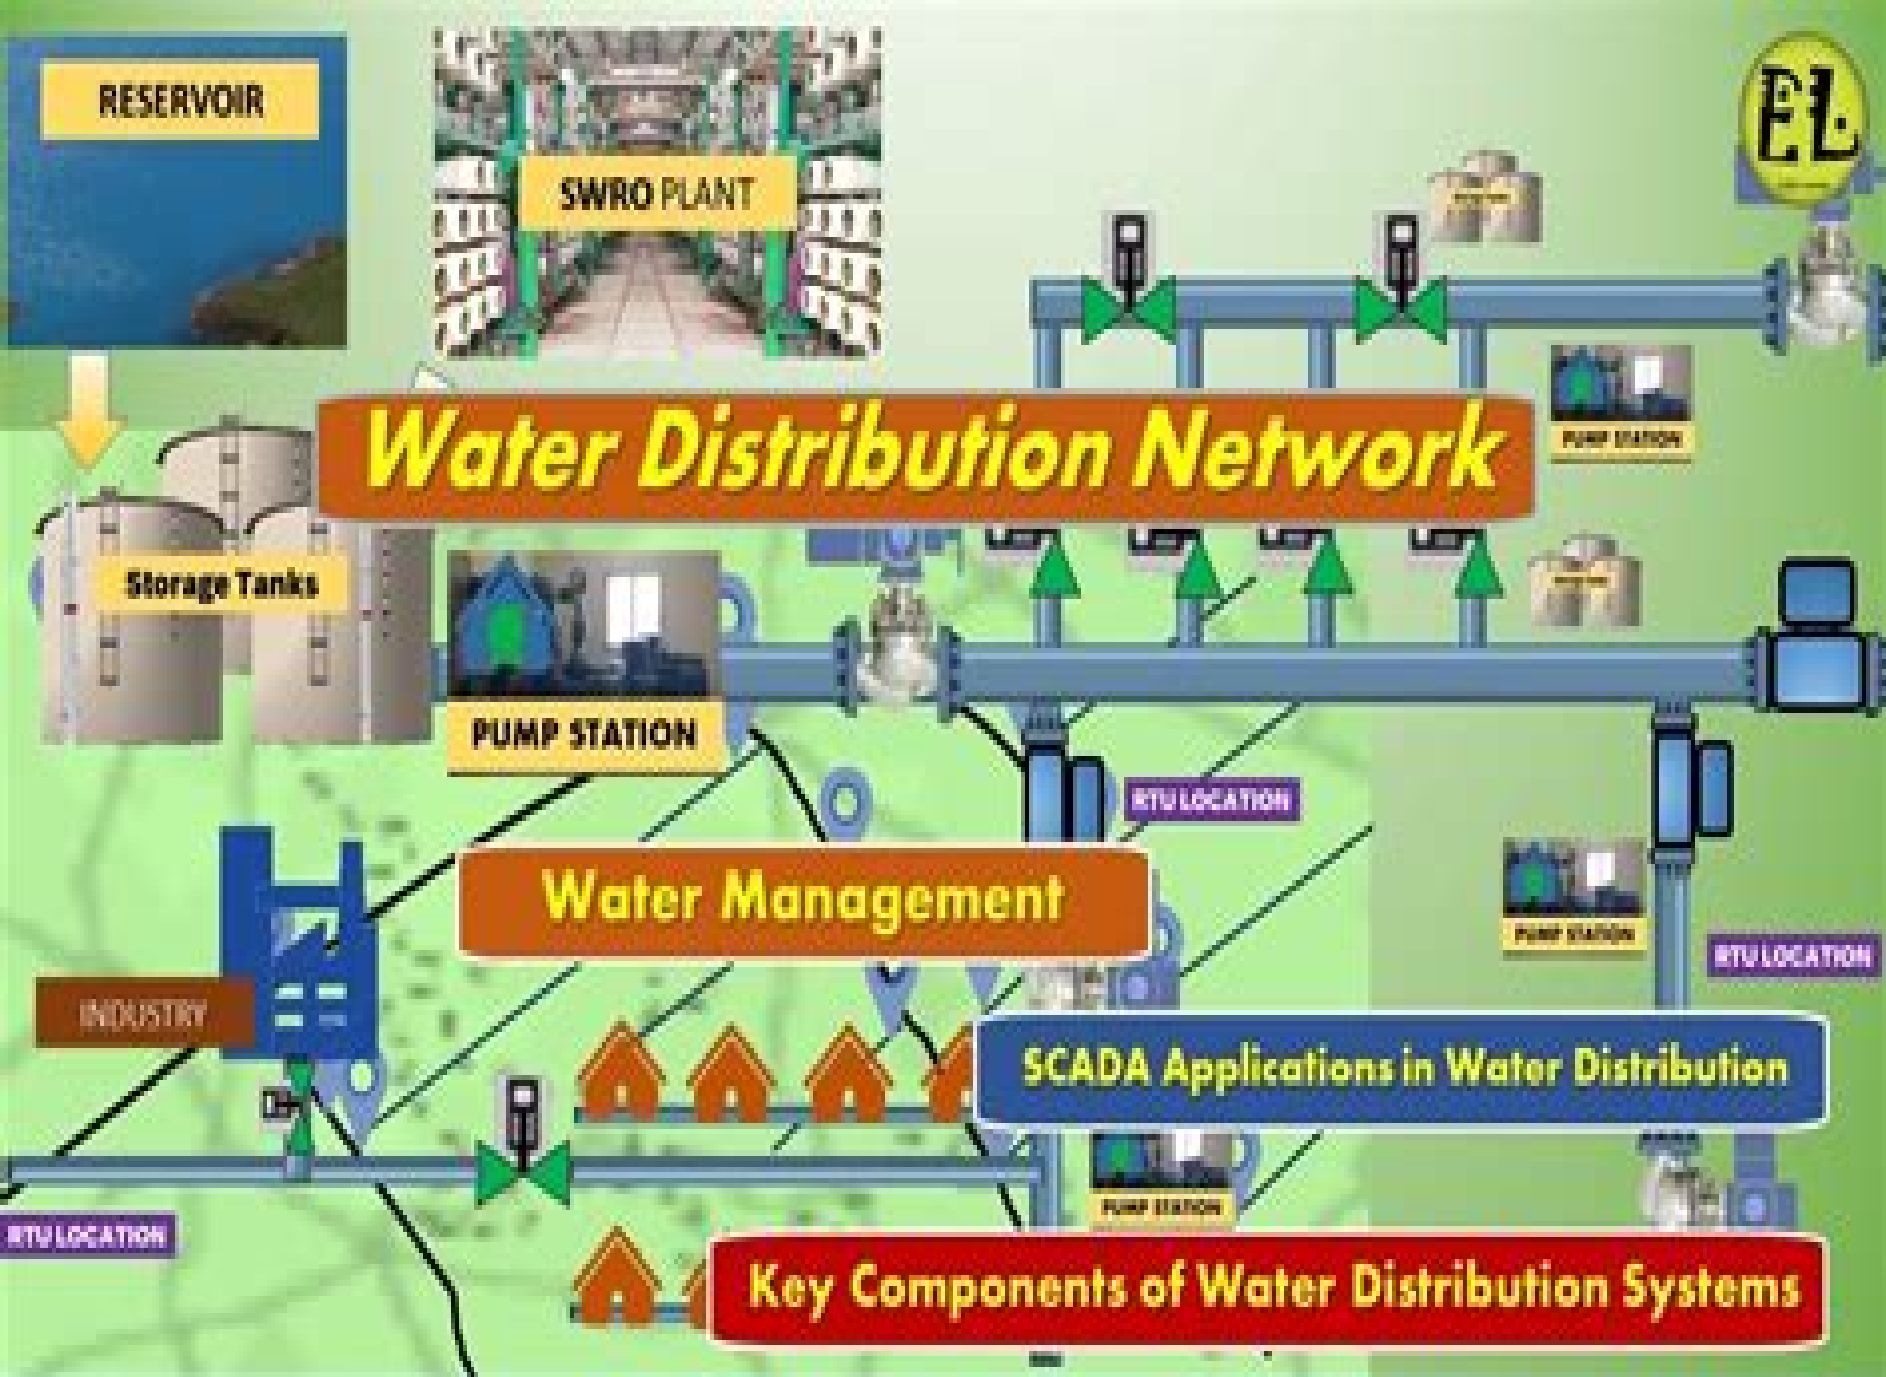 RESERVOIR
SWRO PLANT
EL
PUMP STATION
Water Distribution Network
Storage Tanks
PUMP STATION
RTU LOCATION
Water Management
PUMP STATION
RTU LOCATION
INDUSTRY
SCADA Applications in Water Distribution
PUMP STATION
RTU LOCATION
Key Components of Water Distribution Systems